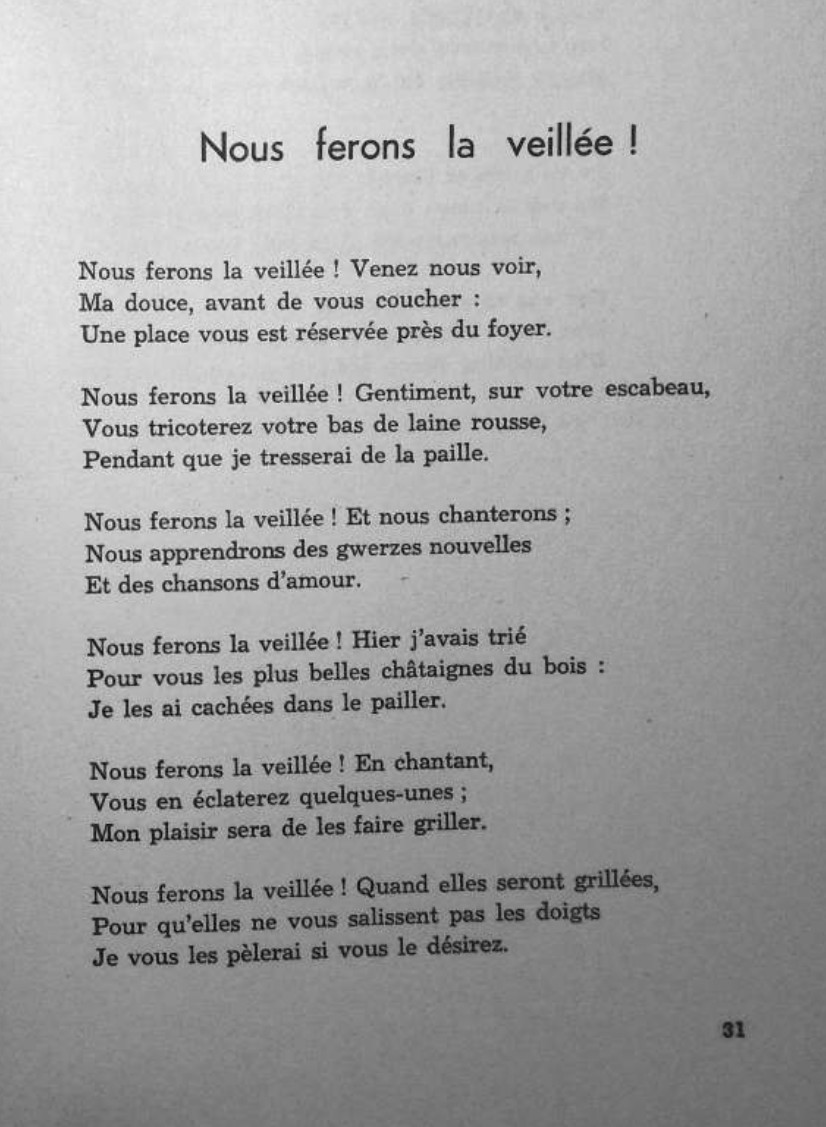 Nous ferons la veillée !
Nous ferons la veillée ! Venez nous voir,
Ma douce, avant de vous coucher :
Une place vous est réservée près du foyer.
Nous ferons la veillée ! Gentiment, sur votre escabeau,
Vous tricoterez votre bas de laine rousse,
Pendant que je tresserai de la paille.
Nous ferons la veillée ! Et nous chanterons ;
Nous apprendrons des gwerzes nouvelles
Et des chansons d'amour.
Nous ferons la veillée ! Hier j'avais trié
Pour vous les plus belles châtaignes du bois :
Je les ai cachées dans le pailler.
Nous ferons la veillée ! En chantant,
Vous en éclaterez quelques-unes ;
Mon plaisir sera de les faire griller.
Nous ferons la veillée ! Quand elles seront grillées,
Pour qu'elles ne vous salissent pas les doigts
Je vous les pèlerai si vous le désirez.
31